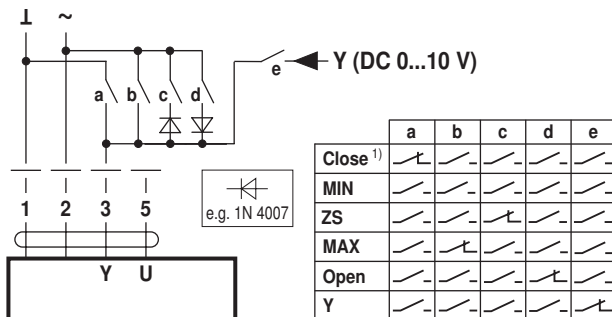 ⊥ ~
e Y (DC 0...10 V)
a b c d
a b c d e
Close 1)
MIN
ZS
MAX
Open
Y
e.g. 1N 4007
1 2 3 5
Y U